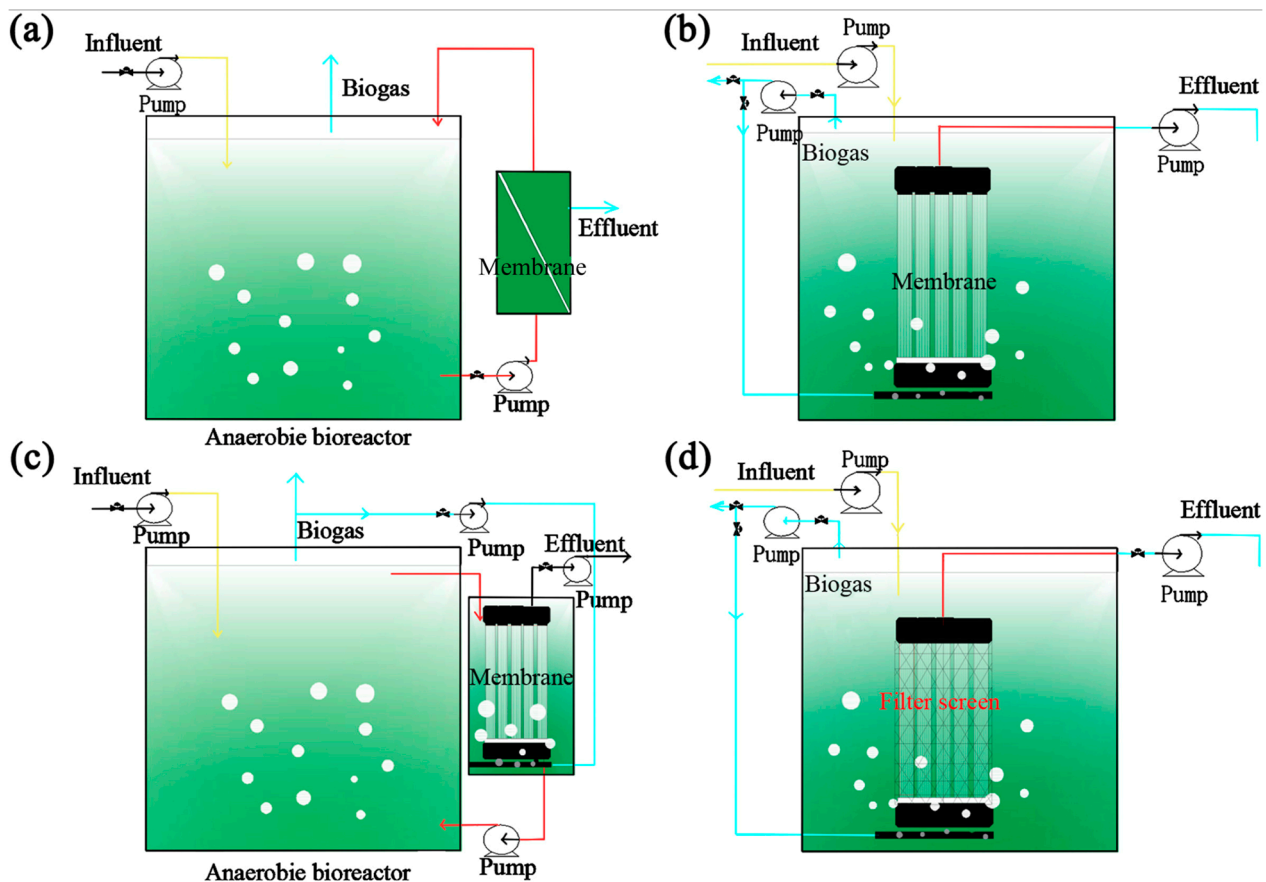 (a)
Influent
Pump
Biogas
Membrane
Effluent
Pump
Anaerobie bioreactor
(b)
Influent
Pump
Pump
Biogas
Effluent
Pump
Membrane
(c)
Influent
Pump
Biogas
Pump
Effluent
Pump
Membrane
Pump
Anaerobie bioreactor
(d)
Influent
Pump
Pump
Biogas
Effluent
Pump
Filter screen